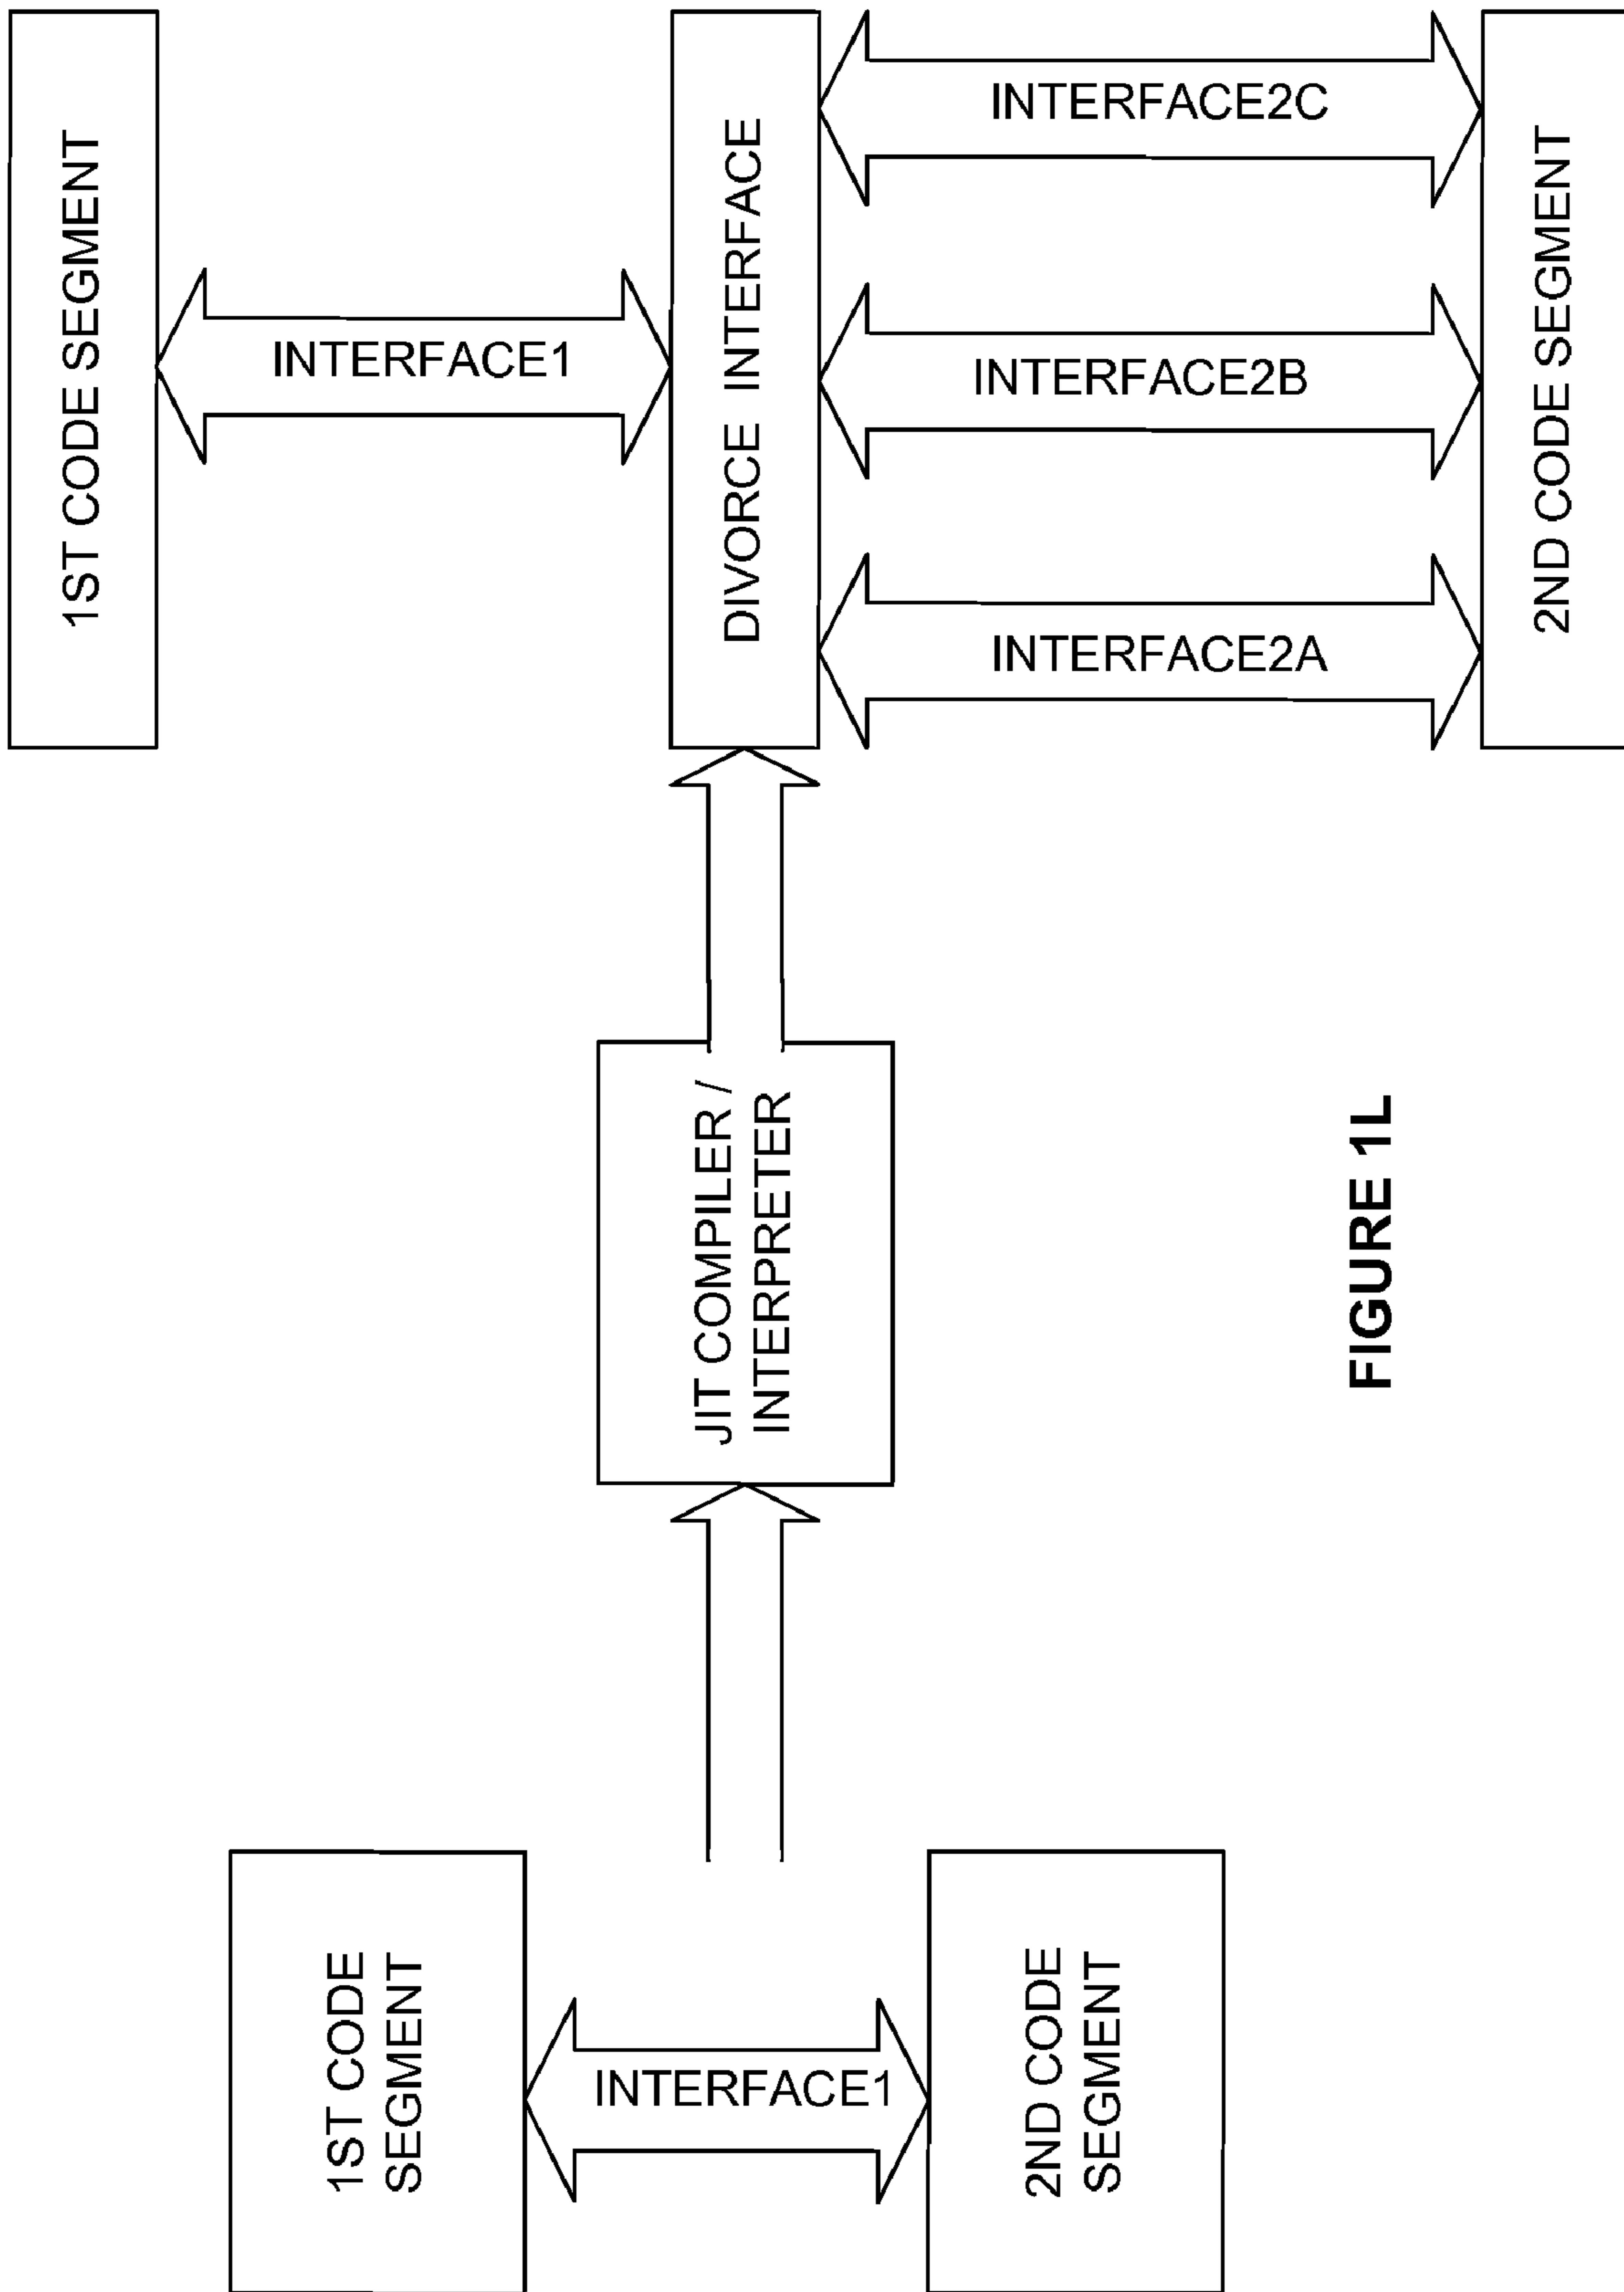 1ST CODE
SEGMENT
INTERFACE1
2ND CODE
SEGMENT
JIT COMPILER /
INTERPRETER
1ST CODE SEGMENT
INTERFACE1
DIVORCE INTERFACE
INTERFACE2A
INTERFACE2B
INTERFACE2C
2ND CODE SEGMENT
FIGURE 1L